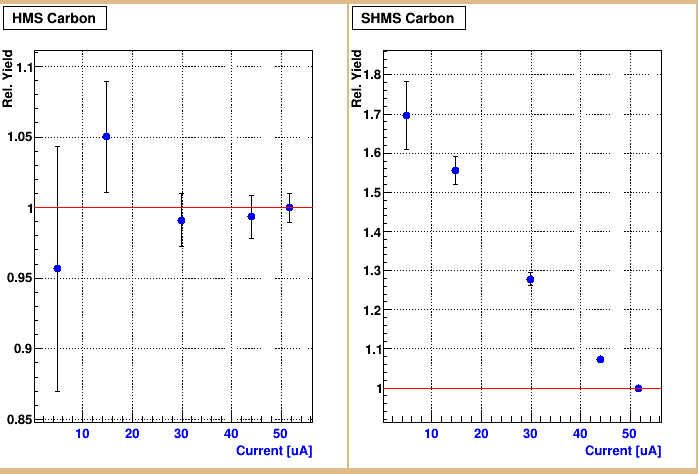 HMS Carbon
Rel. Yield
1.1
1.05
1
0.95
0.9
0.85
10 20 30 40 50
Current [uA]
SHMS Carbon
Rel. Yield
1.8
1.7
1.6
1.5
1.4
1.3
1.2
1.1
1
10 20 30 40 50
Current [uA]